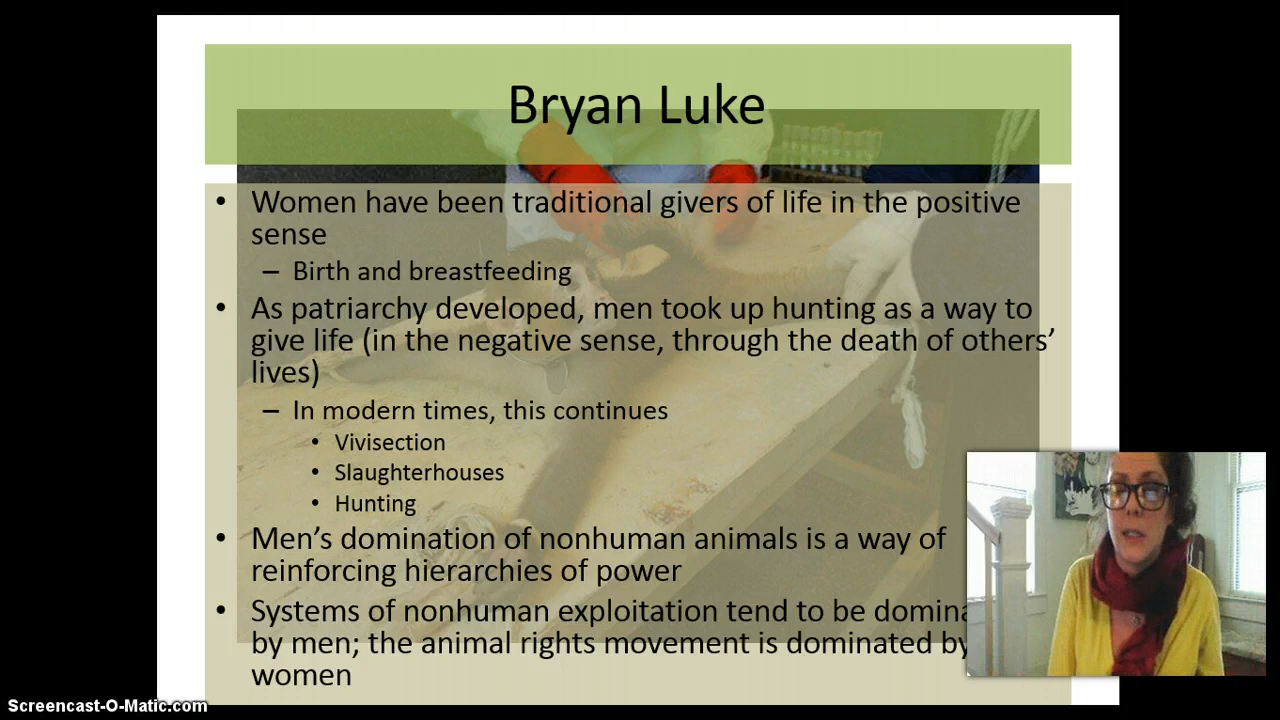 Bryan Luke
• Women have been traditional givers of life in the positive
sense
– Birth and breastfeeding
• As patriarchy developed, men took up hunting as a way to
give life (in the negative sense, through the death of others’
lives)
– In modern times, this continues
• Vivisection
• Slaughterhouses
• Hunting
• Men’s domination of nonhuman animals is a way of
reinforcing hierarchies of power
• Systems of nonhuman exploitation tend to be domina
by men; the animal rights movement is dominated by
women
Screencast-O-Matic.com